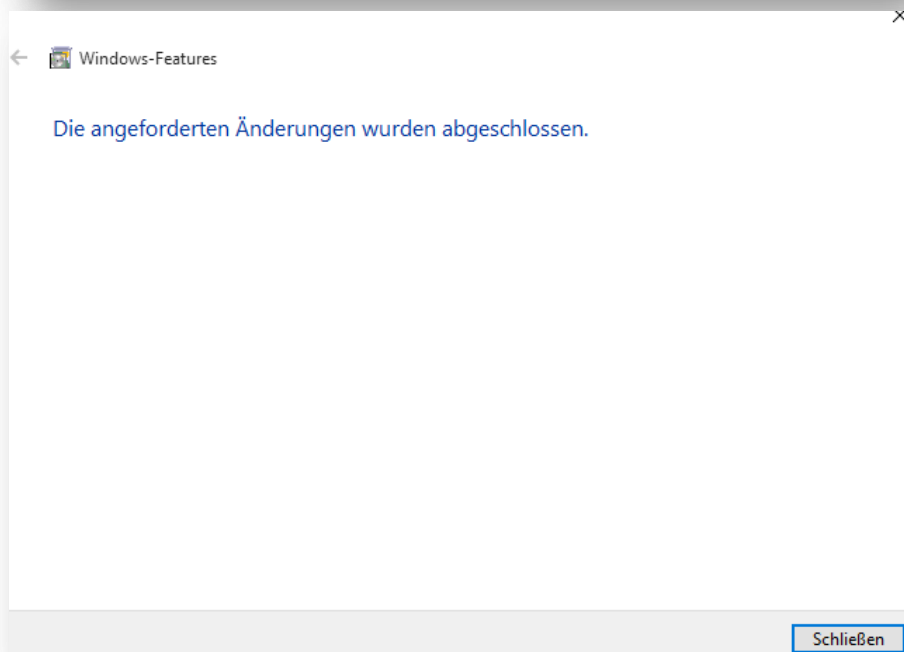 Windows-Features
Die angeforderten Änderungen wurden abgeschlossen.
Schließen